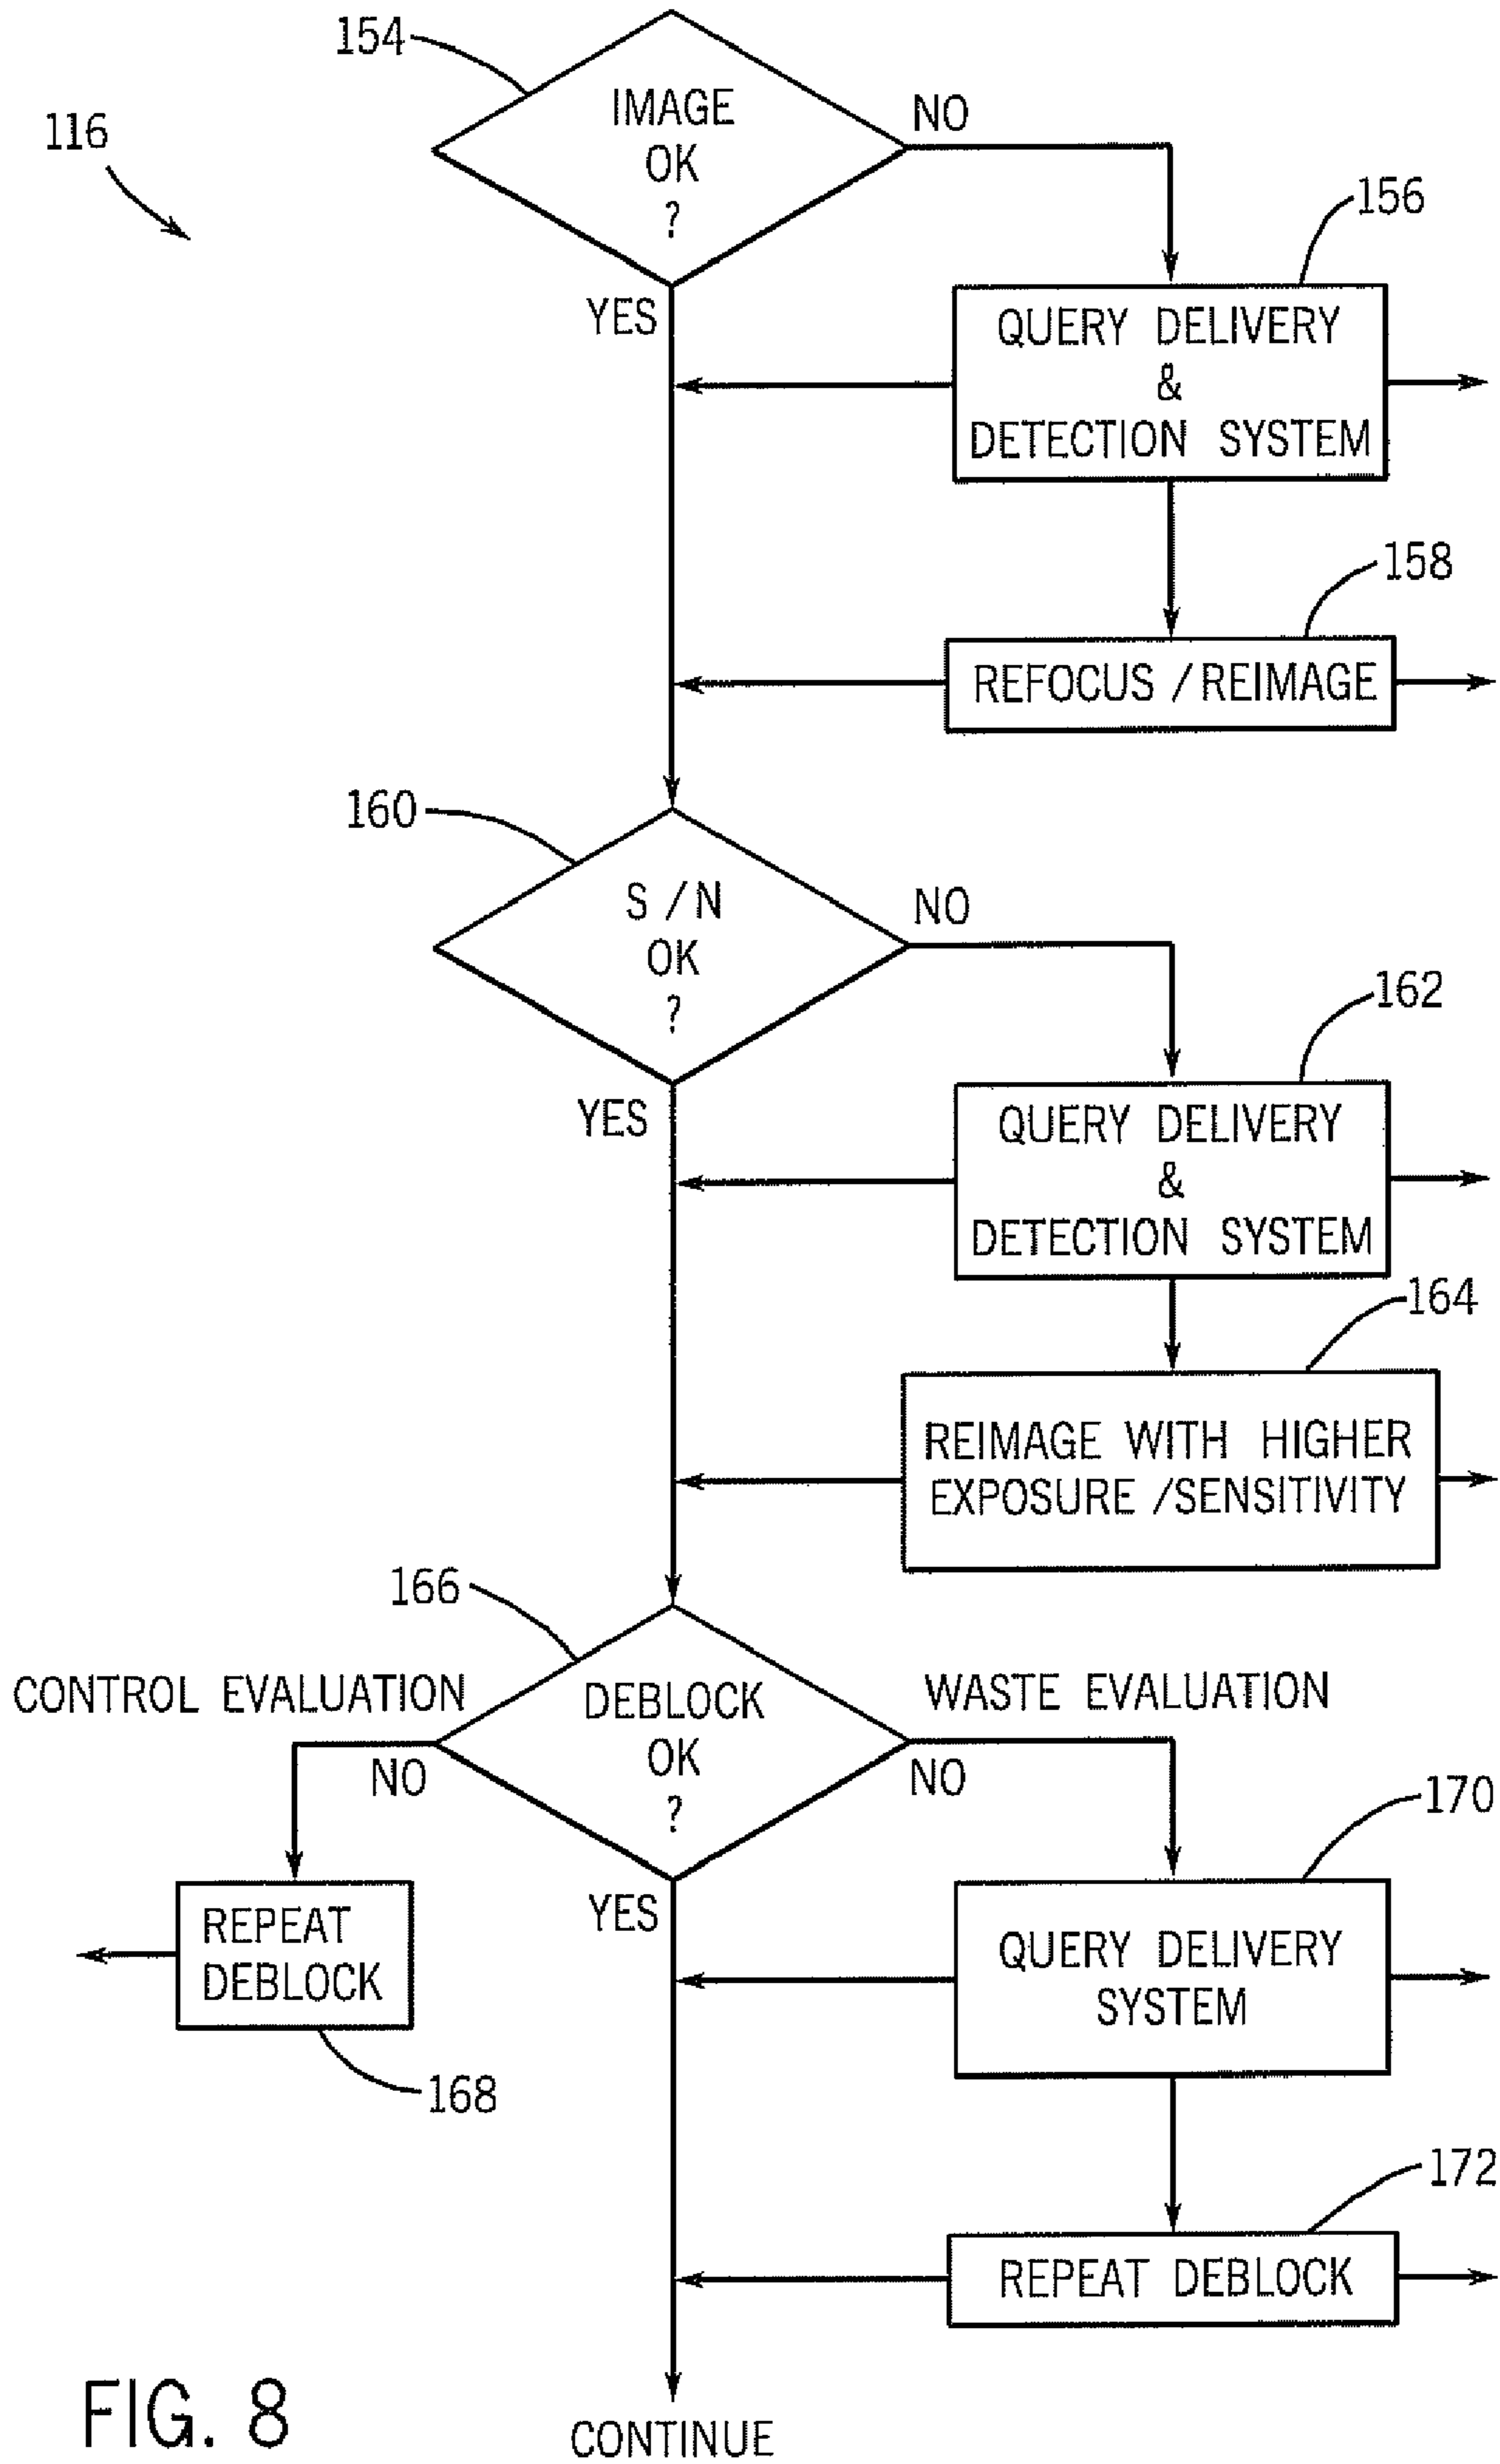 154
IMAGE
OK
?
NO
116
156
YES
QUERY DELIVERY
&
DETECTION SYSTEM
158
REFOCUS / REIMAGE
160
S / N
OK
?
NO
162
YES
QUERY DELIVERY
&
DETECTION SYSTEM
164
REIMAGE WITH HIGHER
EXPOSURE / SENSITIVITY
166
CONTROL EVALUATION
WASTE EVALUATION
DEBLOCK
OK
?
NO
NO
170
YES
REPEAT
DEBLOCK
QUERY DELIVERY
SYSTEM
168
172
REPEAT DEBLOCK
FIG. 8
CONTINUE